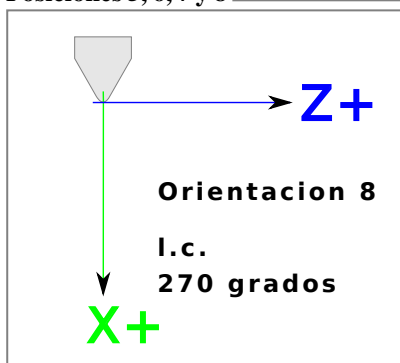 Posiciones 5, 6, 7 y 8
Z+
Orientacion 8
I.c.
270 grados
X+